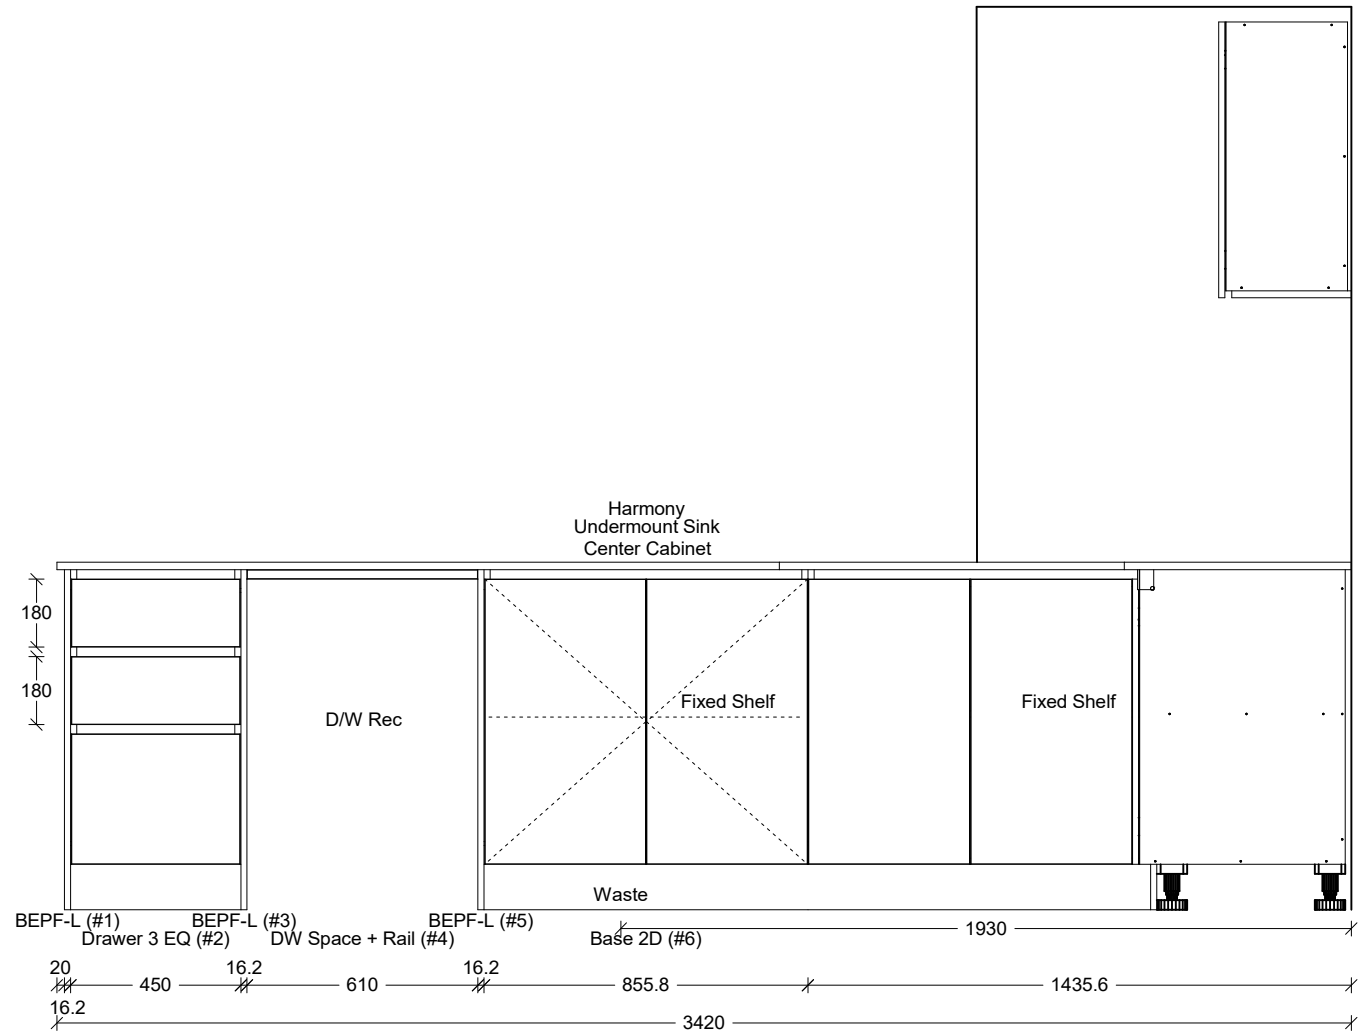 Harmony
Undermount Sink
Center Cabinet
180
180
Fixed Shelf
Fixed Shelf
D/W Rec
Waste
BEPF-L (#1)
BEPF-L (#3)
BEPF-L (#5)
Drawer 3 EQ (#2)
DW Space + Rail (#4)
Base 2D (#6)
1930
20
16.2
16.2
450
610
855.8
1435.6
16.2
3420